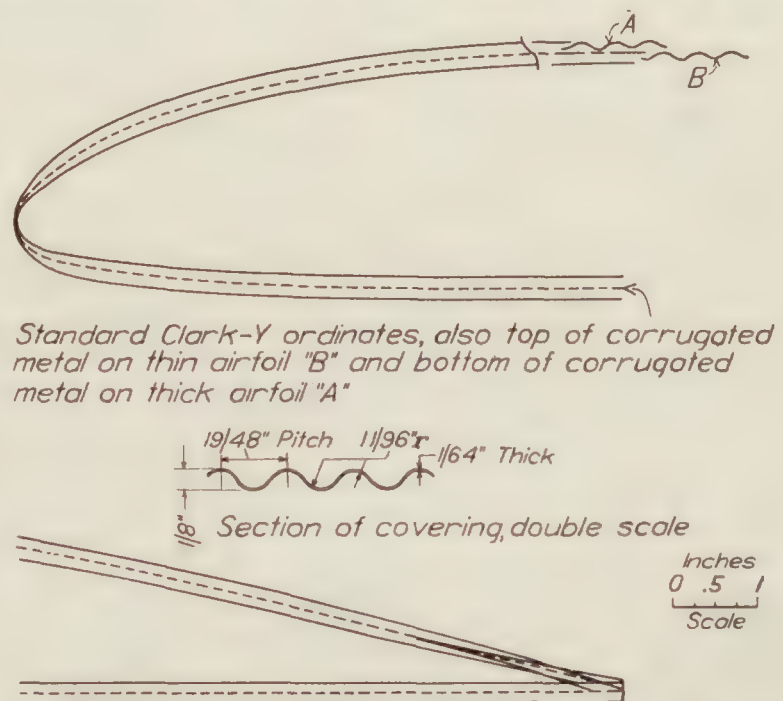 A
B
Standard Clark-Y ordinates, also top of corrugated
metal on thin airfoil "B" and bottom of corrugated
metal on thick airfoil "A"
19/48" Pitch 11/96"r
1/64" Thick
1/8"
Section of covering, double scale
Inches
0 .5 1
Scale